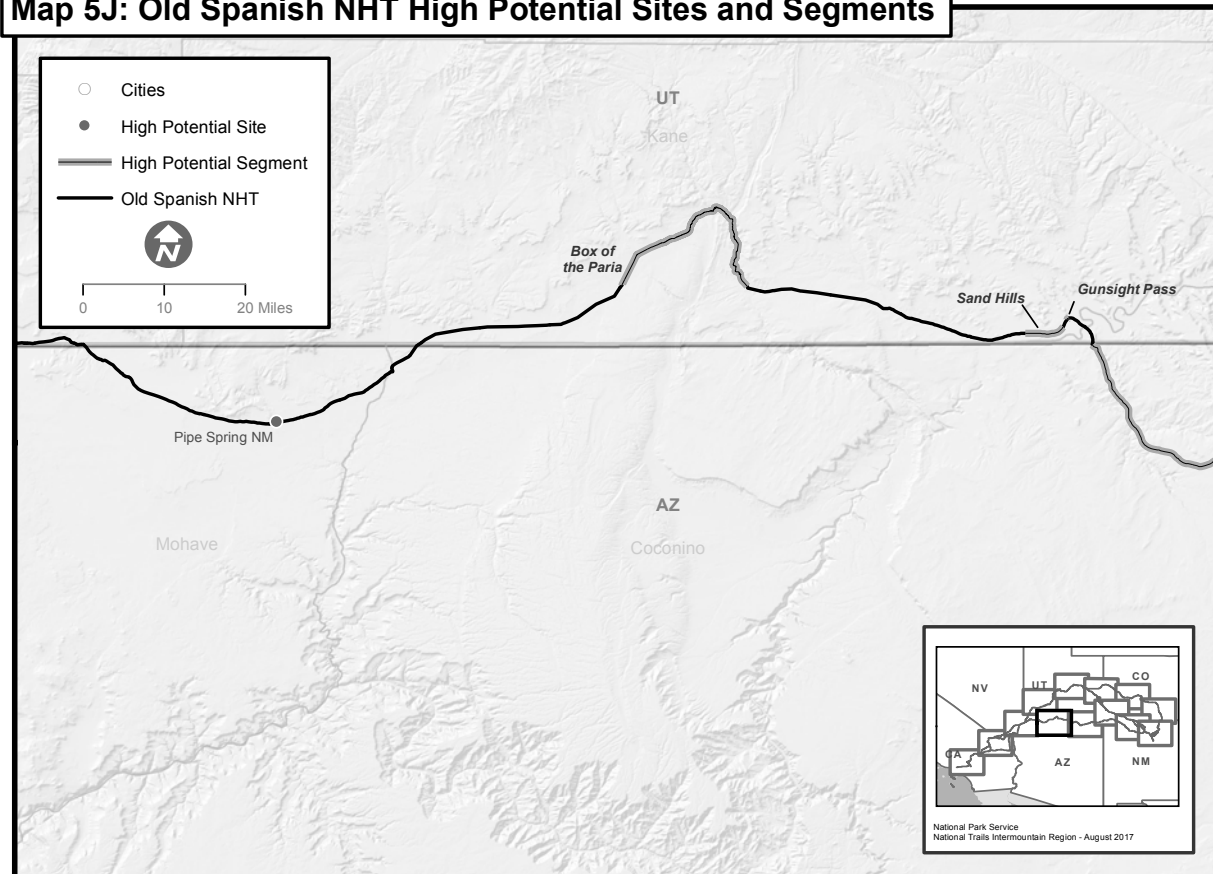 Map 5J: Old Spanish NHT High Potential Sites and Segments
Cities
High Potential Site
High Potential Segment
Old Spanish NHT
N
0 10 20 Miles
UT
Kane
Box of
the Paria
Sand Hills
Gunsight Pass
Pipe Spring NM
AZ
Mohave
Coconino
NV
UT
CO
CA
AZ
NM
National Park Service
National Trails Intermountain Region - August 2017